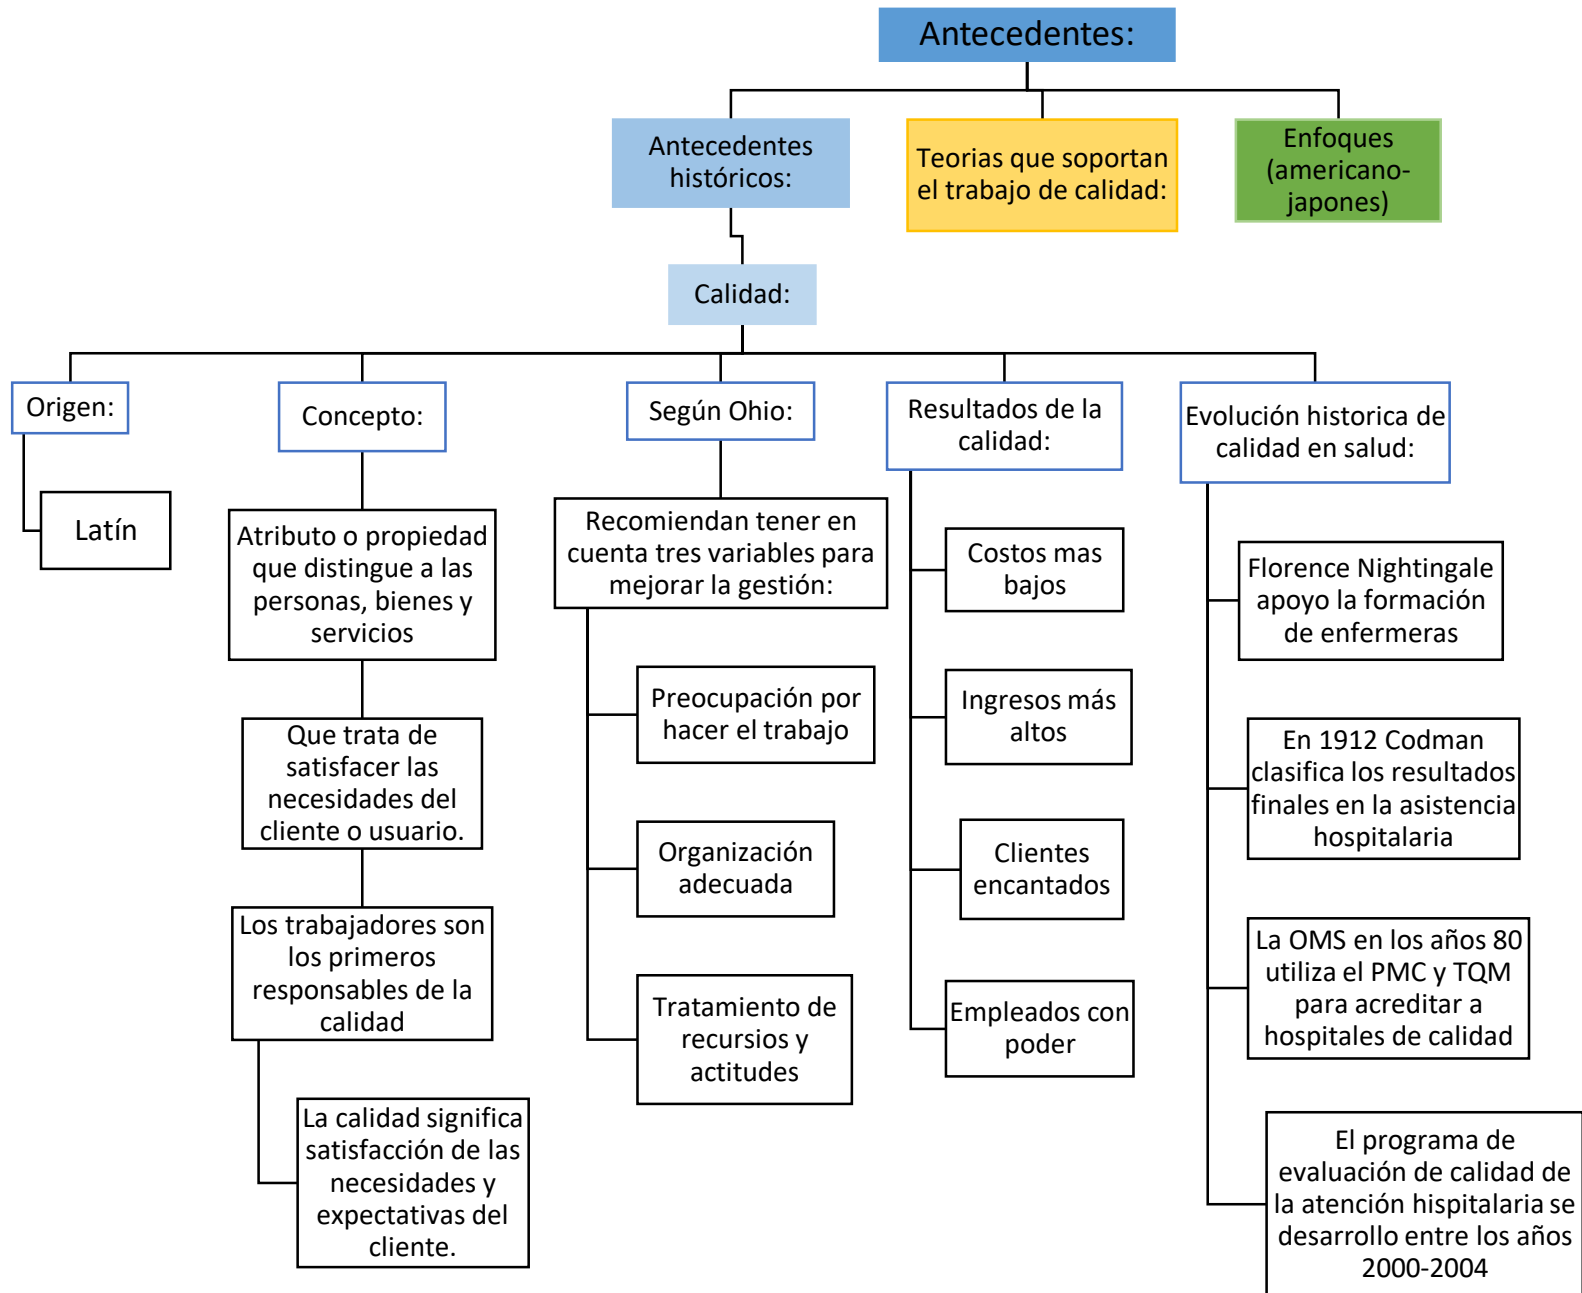 Antecedentes:
Antecedentes
históricos:
Teorias que soportan
el trabajo de calidad:
Enfoques
(americano-
japones)
Calidad:
Origen:
Latín
Concepto:
Atributo o propiedad
que distingue a las
personas, bienes y
servicios
Que trata de
satisfacer las
necesidades del
cliente o usuario.
Los trabajadores son
los primeros
responsables de la
calidad
La calidad significa
satisfacción de las
necesidades y
expectativas del
cliente.
Según Ohio:
Recomiendan tener en
cuenta tres variables para
mejorar la gestión:
Preocupación por
hacer el trabajo
Organización
adecuada
Tratamiento de
recursios y
actitudes
Resultados de la
calidad:
Costos mas
bajos
Ingresos más
altos
Clientes
encantados
Empleados con
poder
Evolución historica de
calidad en salud:
Florence Nightingale
apoyo la formación
de enfermeras
En 1912 Codman
clasifica los resultados
finales en la asistencia
hospitalaria
La OMS en los años 80
utiliza el PMC y TQM
para acreditar a
hospitales de calidad
El programa de
evaluación de calidad de
la atención hispitalaria se
desarrollo entre los años
2000-2004